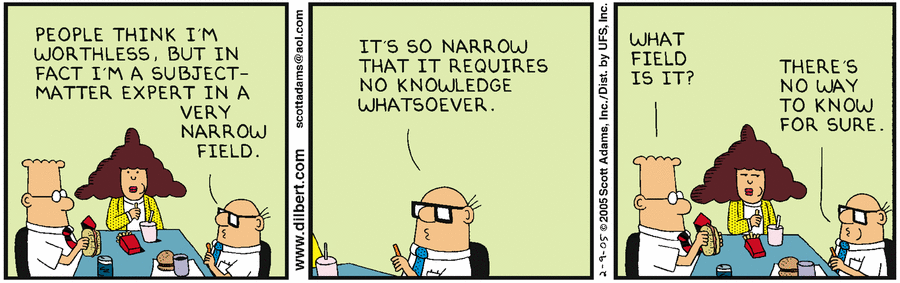 PEOPLE THINK I'M
WORTHLESS, BUT IN
FACT I'M A SUBJECT-
MATTER EXPERT IN A
VERY
NARROW
FIELD.
www.dilbert.com
scottadams@aol.com
IT'S SO NARROW
THAT IT REQUIRES
NO KNOWLEDGE
WHATSOEVER.
2-9-05 © 2005 Scott Adams, Inc./Dist. by UFS, Inc.
WHAT
FIELD
IS IT?
THERE'S
NO WAY
TO KNOW
FOR SURE.